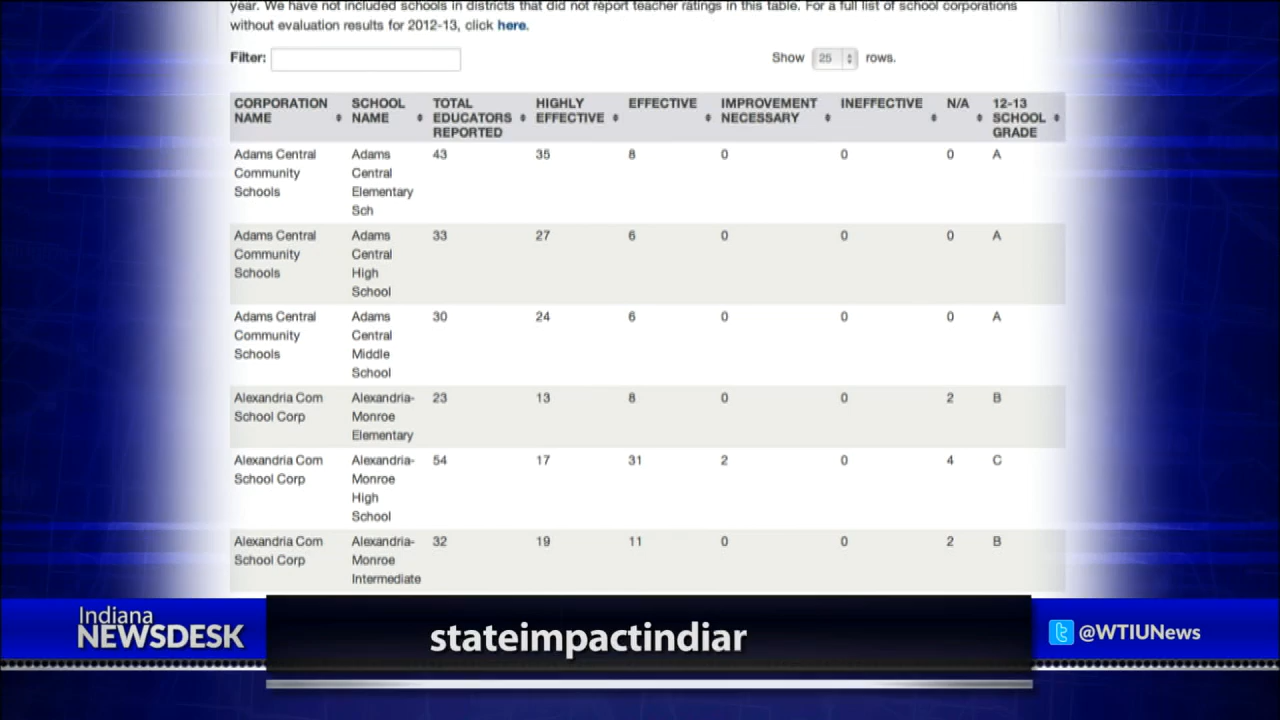 year. We have not included schools in districts that did not report teacher ratings in this table. For a full list of school corporations
without evaluation results for 2012-13, click here.
Filter: Show 25 rows.
CORPORATION NAME SCHOOL NAME TOTAL EDUCATORS REPORTED HIGHLY EFFECTIVE EFFECTIVE IMPROVEMENT NECESSARY INEFFECTIVE N/A 12-13 SCHOOL GRADE
Adams Central Community Schools Adams Central Elementary Sch 43 35 8 0 0 0 A
Adams Central Community Schools Adams Central High School 33 27 6 0 0 0 A
Adams Central Community Schools Adams Central Middle School 30 24 6 0 0 0 A
Alexandria Com School Corp Alexandria-Monroe Elementary 23 13 8 0 0 2 B
Alexandria Com School Corp Alexandria-Monroe High School 54 17 31 2 0 4 C
Alexandria Com School Corp Alexandria-Monroe Intermediate 32 19 11 0 0 2 B
Indiana
NEWSDESK
stateimpactindiar
@WTIUNews